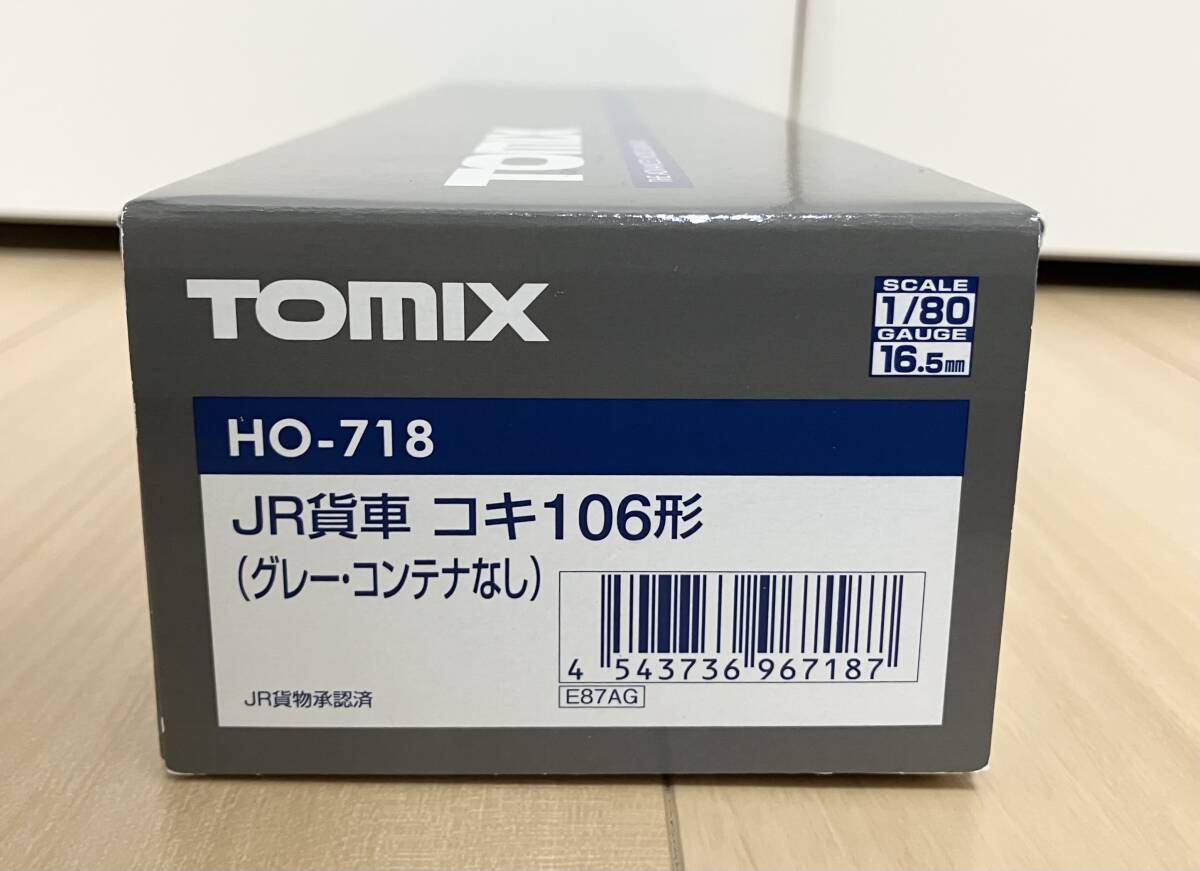 TOMIX
TOMIX
SCALE
1/80
GAUGE
16.5mm
HO-718
JR貨車 コキ106形
(グレー・コンテナなし)
4 543736 967187
E87AG
JR貨物承認済